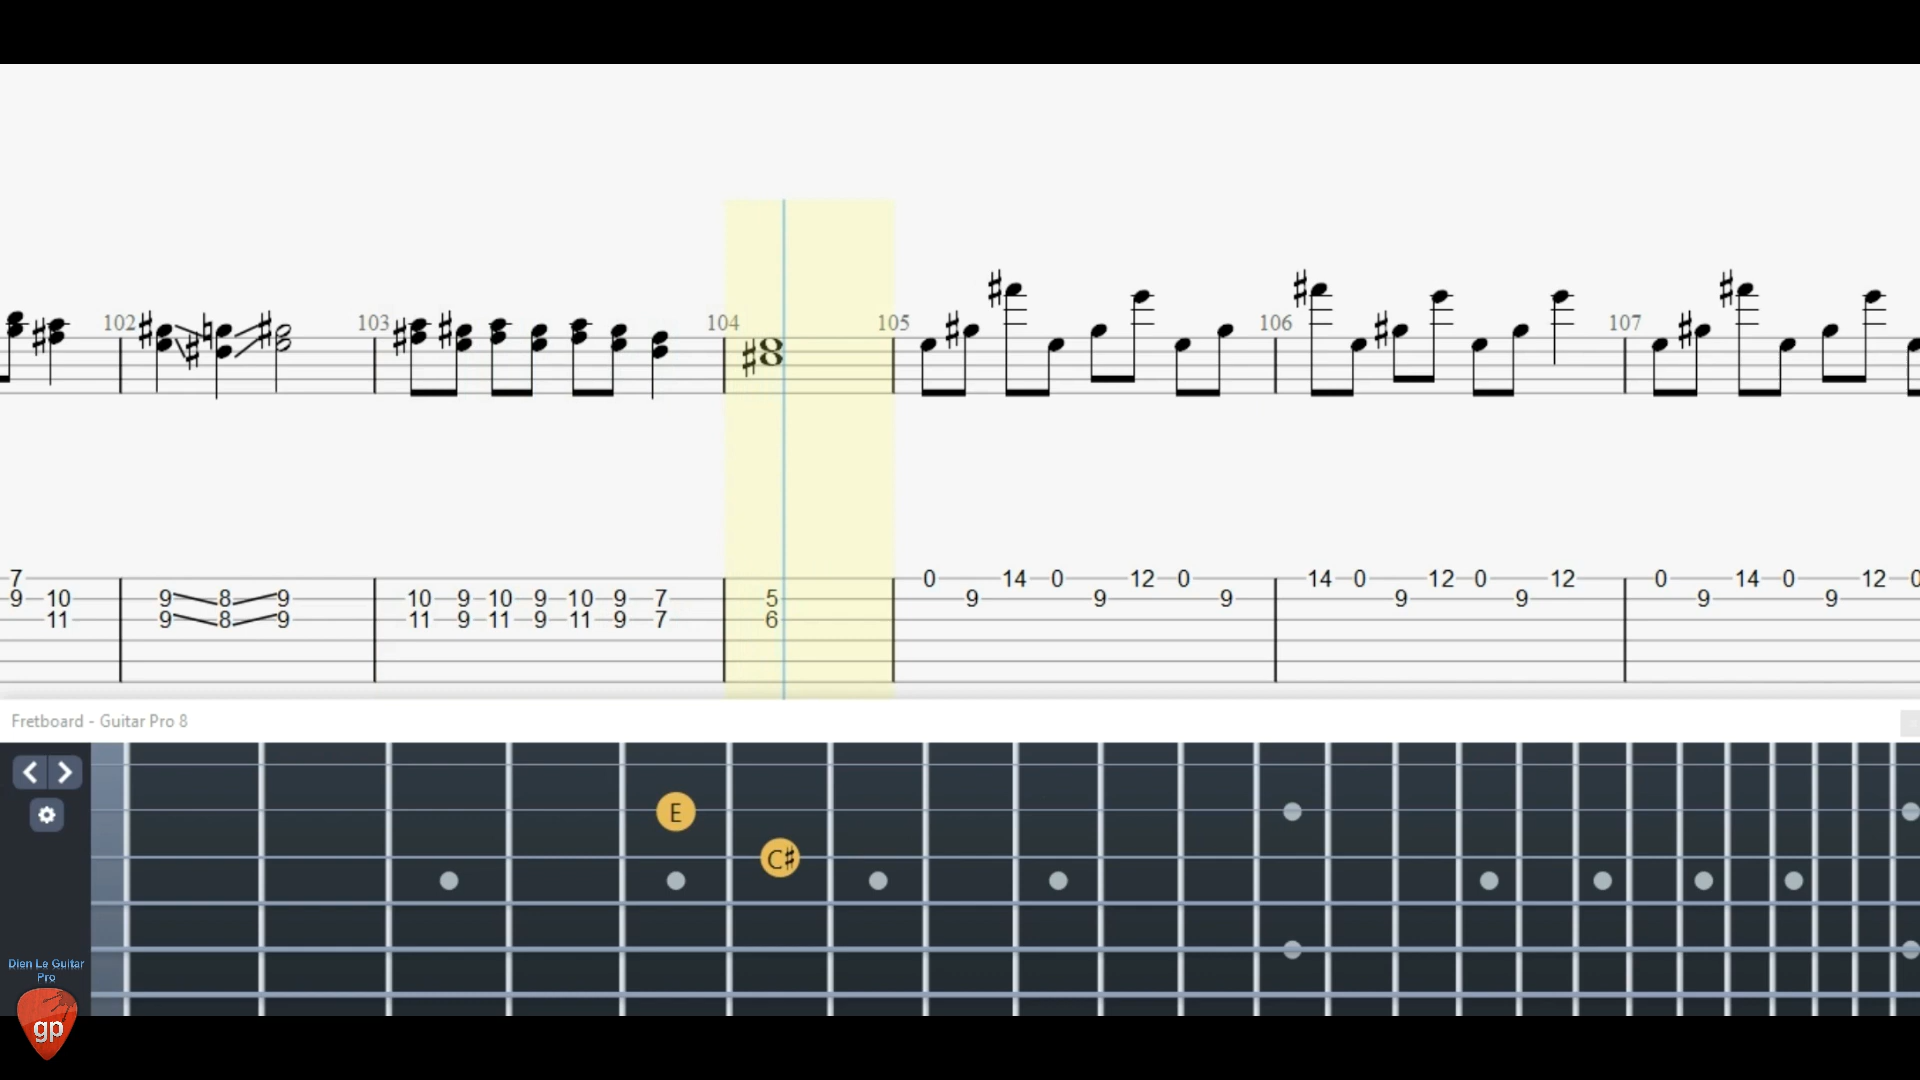 102 103 104 105 106 107
7 0 14 0 12 0 14 0 12 0 12 0 14 0 12 0
9 10 9 8 9 10 9 10 9 10 9 7 5 9 9 9 9 9 9 9
11 9 8 9 11 9 11 9 11 9 7 6
Fretboard - Guitar Pro 8
E
C♯
Dien Le Guitar
Pro
gp